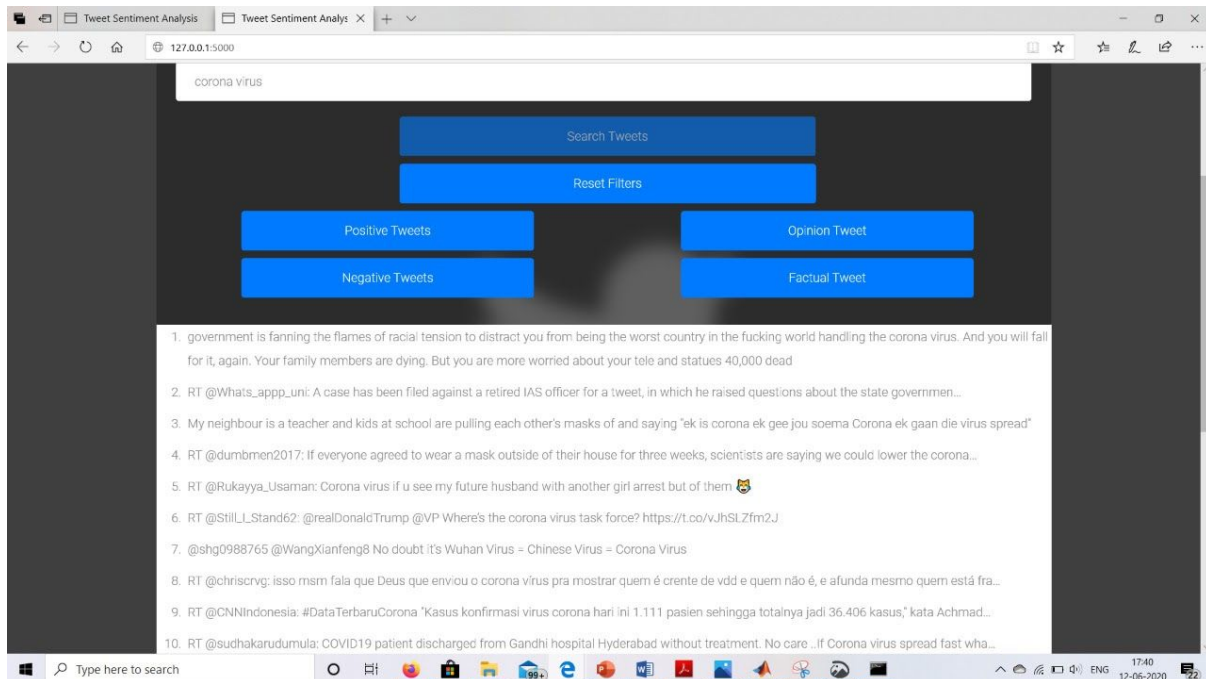 Tweet Sentiment Analysis
Tweet Sentiment Analys
127.0.0.1:5000
corona virus
Search Tweets
Reset Filters
Positive Tweets
Opinion Tweet
Negative Tweets
Factual Tweet
1. government is fanning the flames of racial tension to distract you from being the worst country in the fucking world handling the corona virus. And you will fall
for it, again. Your family members are dying. But you are more worried about your tele and statues 40,000 dead
2. RT @Whats_appp_uni: A case has been filed against a retired IAS officer for a tweet, in which he raised questions about the state governmen...
3. My neighbour is a teacher and kids at school are pulling each other's masks of and saying "ek is corona ek gee jou soema Corona ek gaan die virus spread"
4. RT @dumbmen2017: If everyone agreed to wear a mask outside of their house for three weeks, scientists are saying we could lower the corona...
5. RT @Rukayya_Usaman: Corona virus if u see my future husband with another girl arrest but of them 😹
6. RT @Still_I_Stand62: @realDonaldTrump @VP Where's the corona virus task force? https://t.co/vJhSLZfm2J
7. @shg0988765 @WangXianfeng8 No doubt it's Wuhan Virus = Chinese Virus = Corona Virus
8. RT @chriscrvg: isso msm fala que Deus que enviou o corona vírus pra mostrar quem é crente de vdd e quem não é, e afunda mesmo quem está fra...
9. RT @CNNIndonesia: #DataTerbaruCorona "Kasus konfirmasi virus corona hari ini 1.111 pasien sehingga totalnya jadi 36.406 kasus," kata Achmad...
10. RT @sudhakarudumula: COVID19 patient discharged from Gandhi hospital Hyderabad without treatment. No care ..If Corona virus spread fast wha...
Type here to search
99+
ENG
17:40
12-06-2020
22